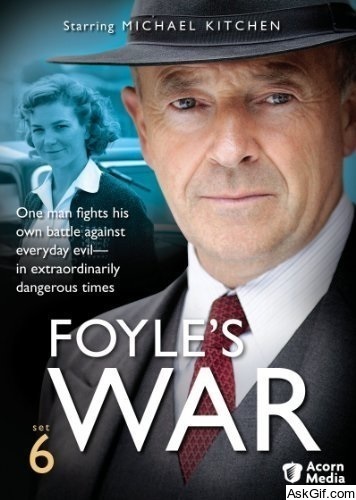 Starring MICHAEL KITCHEN
One man fights his
own battle against
everyday evil—
in extraordinarily
dangerous times
FOYLE'S
WAR
set
6
Acorn
Media
AskGif.com